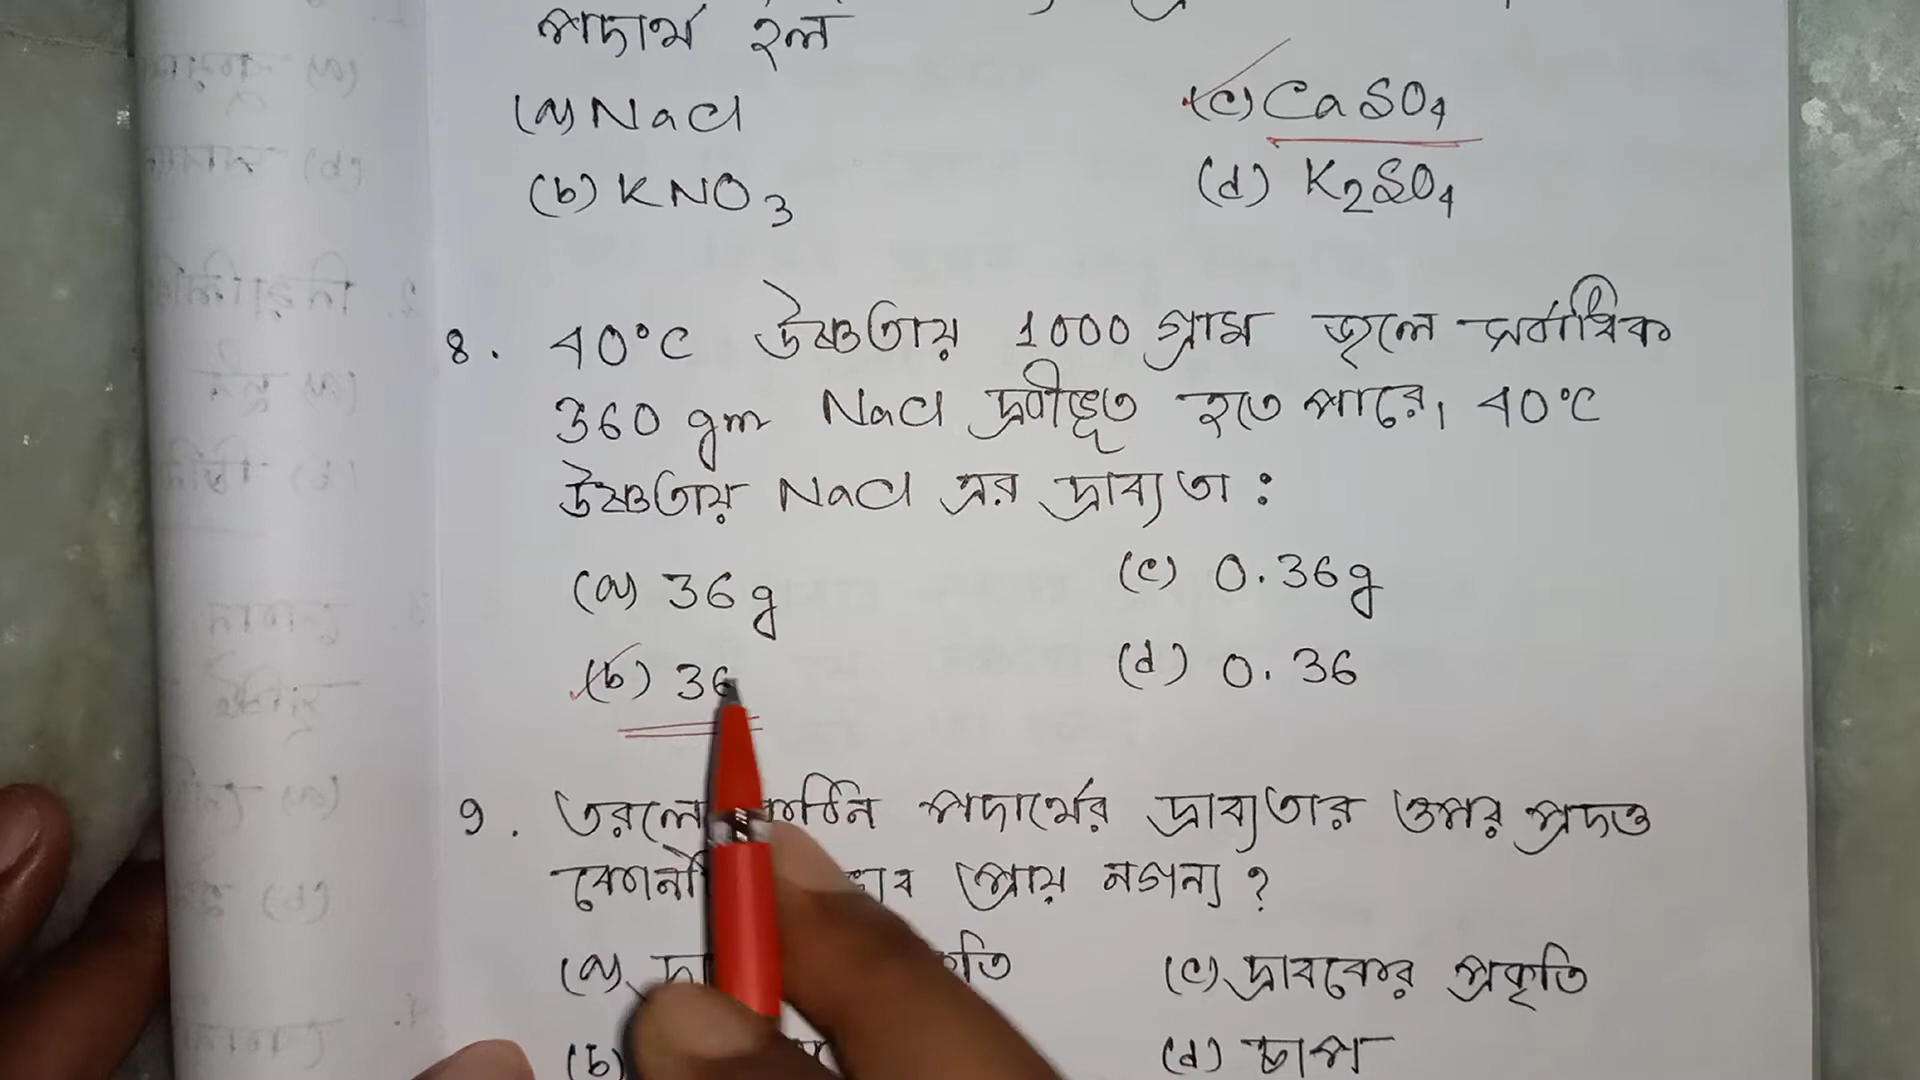 পদার্থ হল
(a) NaCl
(c) CaSO4
(b) KNO3
(d) K2SO4
8. 40°C উষ্ণতায় 1000 গ্রাম জলে সর্বাধিক
360 gm NaCl দ্রবীভূত হতে পারে। 40°C
উষ্ণতায় NaCl এর দ্রাব্যতা :
(a) 36g
(c) 0.36g
(b) 36
(d) 0.36
9. তরলে কঠিন পদার্থের দ্রাব্যতার ওপর প্রদত্ত
প্রায় নগন্য ?
(a)
(c) দ্রাবকের প্রকৃতি
(b)
(d) চাপ